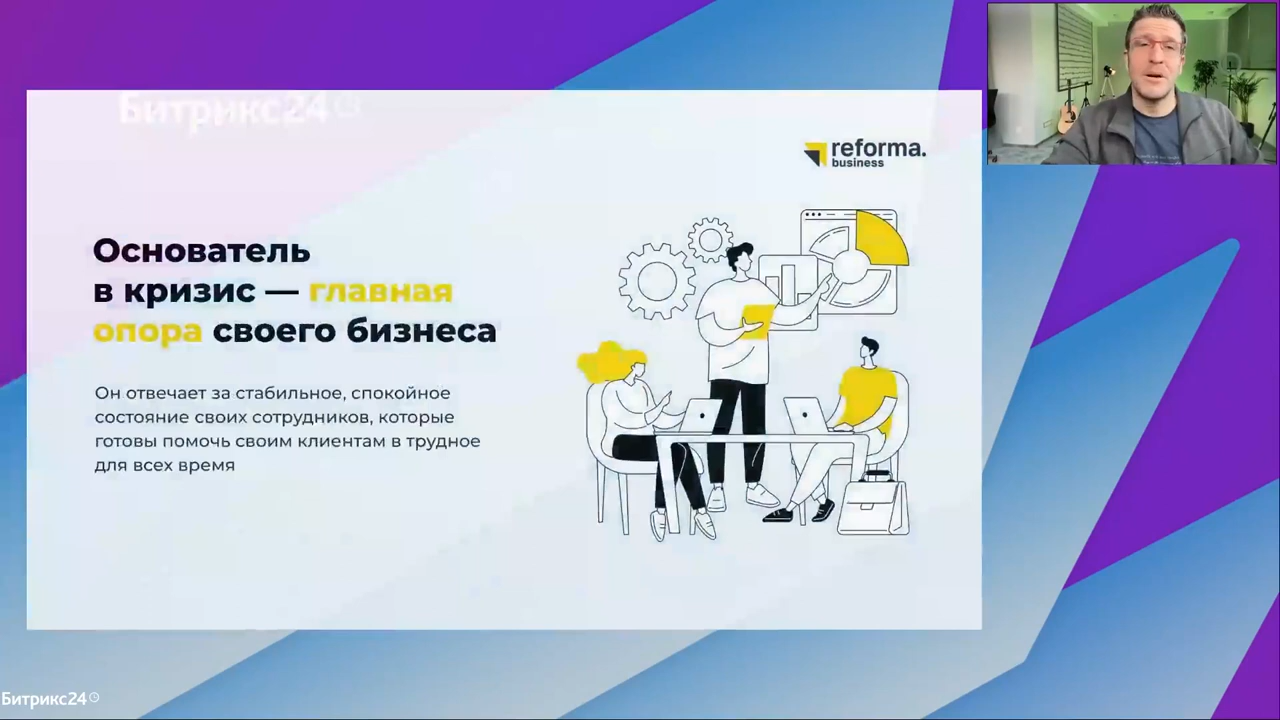 Битрикс24
reforma.
business
Основатель
в кризис — главная
опора своего бизнеса
Он отвечает за стабильное, спокойное
состояние своих сотрудников, которые
готовы помочь своим клиентам в трудное
для всех время
Битрикс24